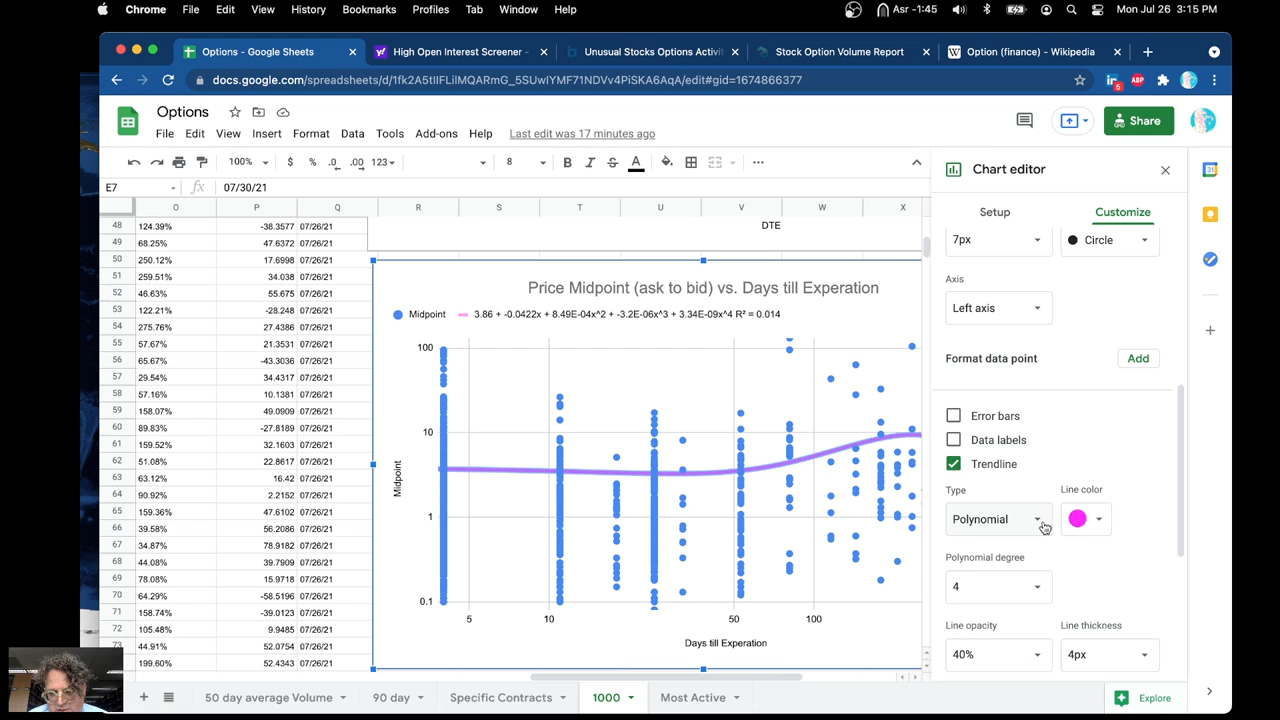 Chrome File Edit View History Bookmarks Profiles Tab Window Help Asr -1:45 Mon Jul 26 3:15 PM
Options - Google Sheets × High Open Interest Screener - × Unusual Stocks Options Activit × Stock Option Volume Report × Option (finance) - Wikipedia × +
docs.google.com/spreadsheets/d/1fk2A5tIIFLilMQARmG_5SUwIYMF71NDVv4PiSKA6AqA/edit#gid=1674866377 5 ABP
Options
File Edit View Insert Format Data Tools Add-ons Help Last edit was 17 minutes ago Share
100% $ % .0 .00 123 8 B I S A
E7 fx 07/30/21
O P Q R S T U V W X
48 124.39% -38.3577 07/26/21 DTE
49 68.25% 47.6372 07/26/21
50 250.12% 17.6998 07/26/21
51 259.51% 34.038 07/26/21
52 46.63% 55.675 07/26/21
53 122.21% -28.248 07/26/21
54 275.76% 27.4386 07/26/21
55 57.67% 21.3531 07/26/21
56 65.67% -43.3036 07/26/21
57 29.54% 34.4317 07/26/21
58 57.16% 10.1381 07/26/21
59 158.07% 49.0909 07/26/21
60 89.83% -27.8189 07/26/21
61 159.52% 32.1603 07/26/21
62 51.08% 22.8617 07/26/21
63 63.12% 16.42 07/26/21
64 90.92% 2.2152 07/26/21
65 159.36% 47.6102 07/26/21
66 39.58% 56.2086 07/26/21
67 34.87% 78.9182 07/26/21
68 44.08% 39.7909 07/26/21
69 78.08% 15.9718 07/26/21
70 64.29% -58.5196 07/26/21
71 158.74% -39.0123 07/26/21
72 105.48% 9.9485 07/26/21
73 44.91% 52.0754 07/26/21
199.60% 52.4343 07/26/21
Price Midpoint (ask to bid) vs. Days till Experation
Midpoint 3.86 + -0.0422x + 8.49E-04x^2 + -3.2E-06x^3 + 3.34E-09x^4 R² = 0.014
100
10
1
0.1
Midpoint
5 10 50 100
Days till Experation
Chart editor ×
Setup Customize
7px Circle
Axis
Left axis
Format data point Add
Error bars
Data labels
Trendline
Type Line color
Polynomial
Polynomial degree
4
Line opacity Line thickness
40% 4px
31
+ 50 day average Volume 90 day Specific Contracts 1000 Most Active Explore